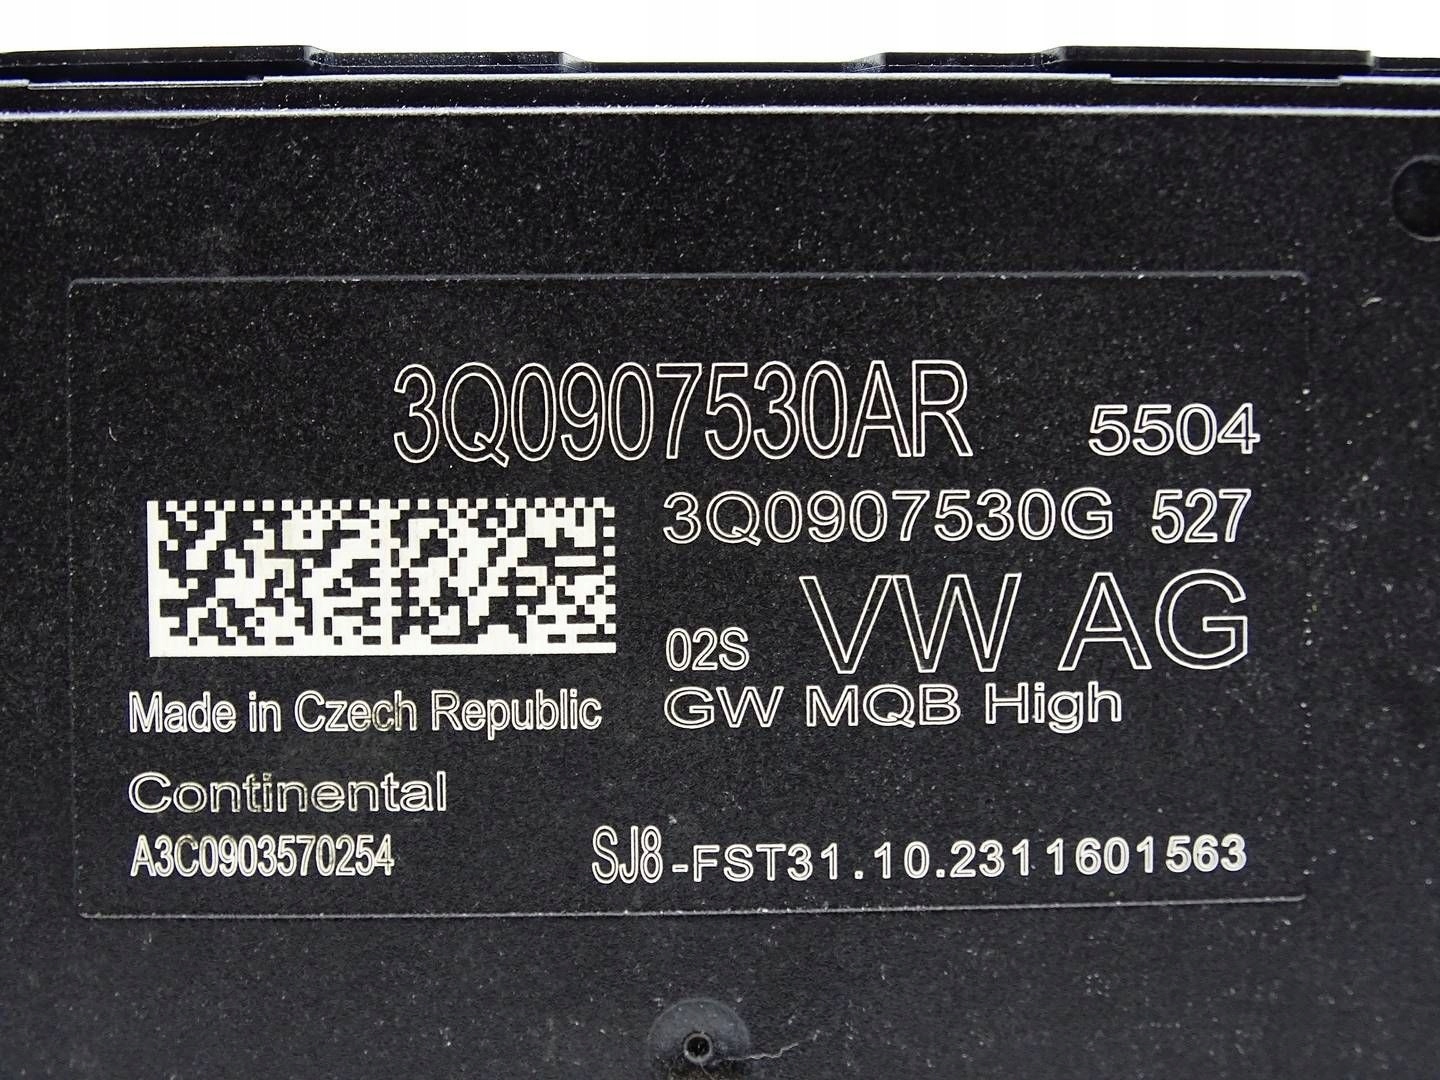 3Q0907530AR 5504
3Q0907530G 527
02S VW AG
GW MQB High
Made in Czech Republic
Continental
A3C0903570254 SJ8-FST31.10.2311601563